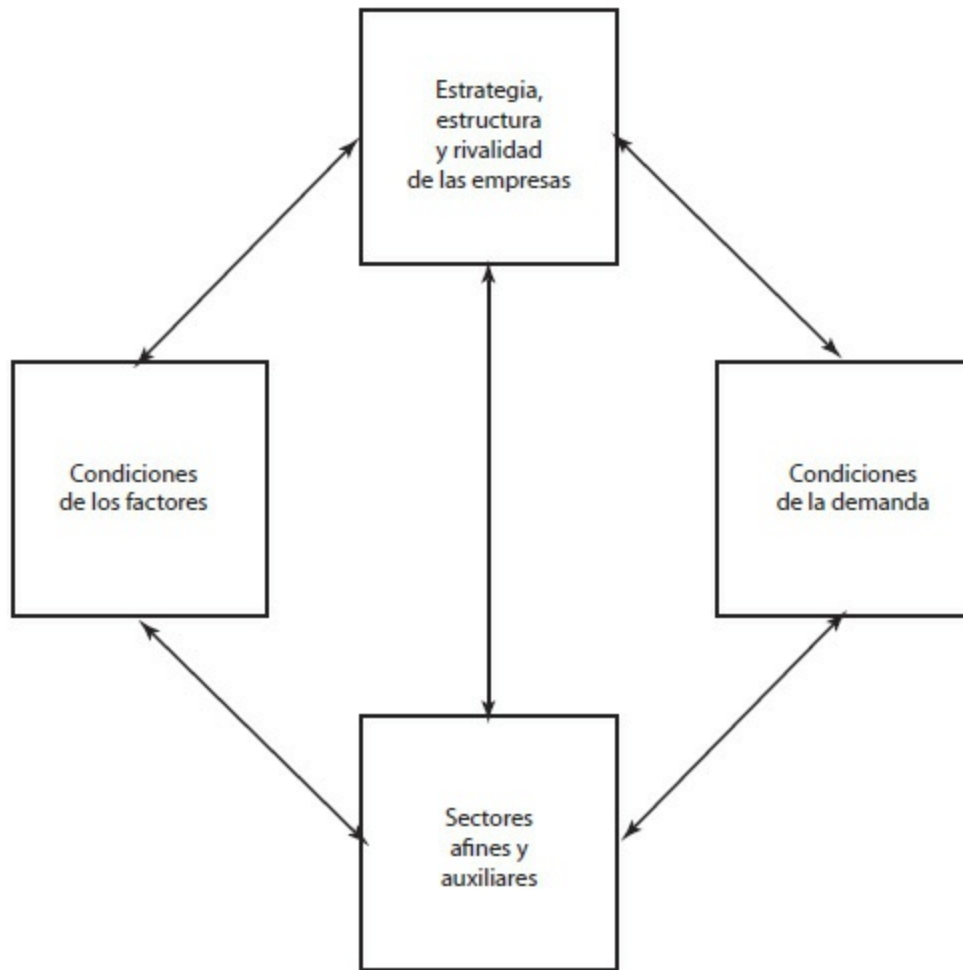 Estrategia,
estructura
y rivalidad
de las empresas
Condiciones
de los factores
Condiciones
de la demanda
Sectores
afines y
auxiliares